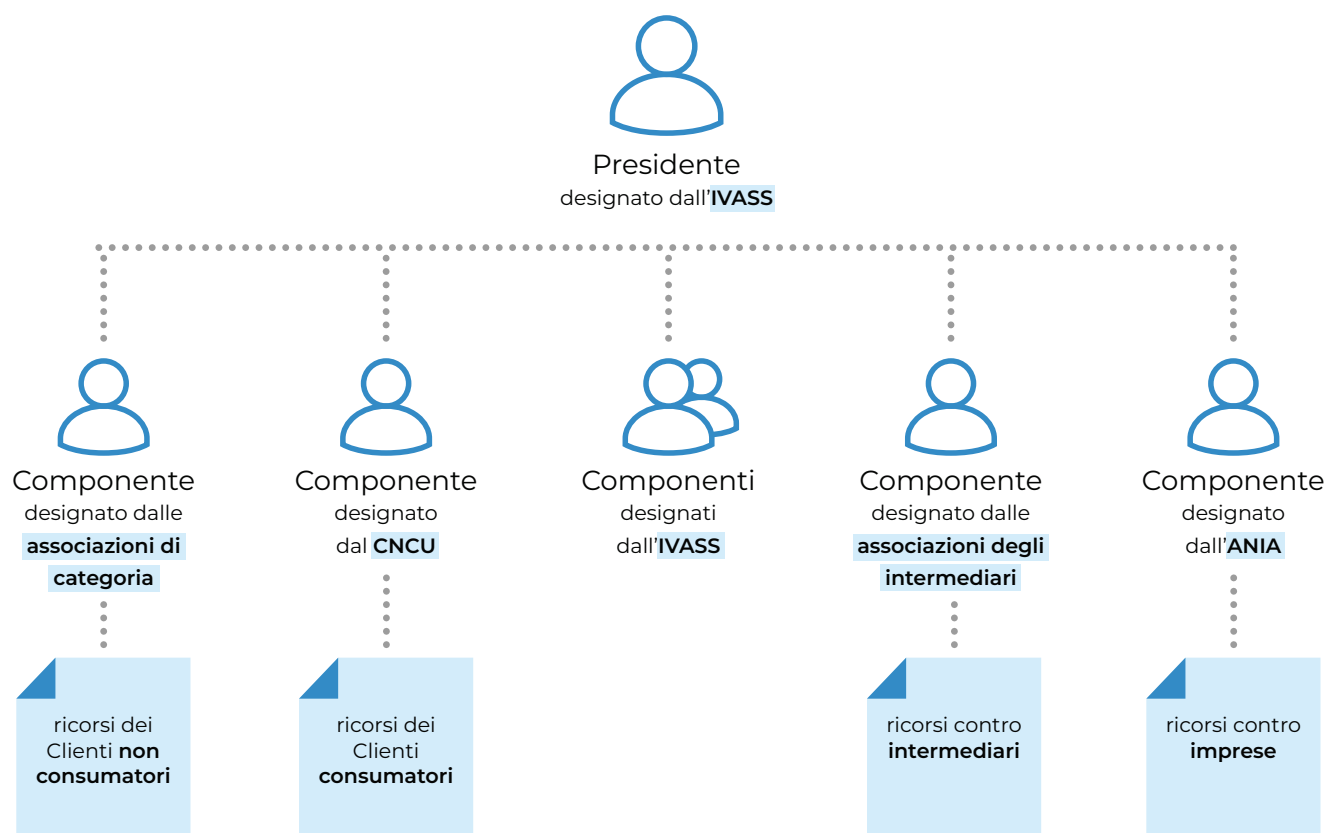 Presidente
designato dall'IVASS
Componente
designato dalle
associazioni di
categoria
Componente
designato
dal CNCU
Componenti
designati
dall'IVASS
Componente
designato dalle
associazioni degli
intermediari
Componente
designato
dall'ANIA
ricorsi dei
Clienti non
consumatori
ricorsi dei
Clienti
consumatori
ricorsi contro
intermediari
ricorsi contro
imprese